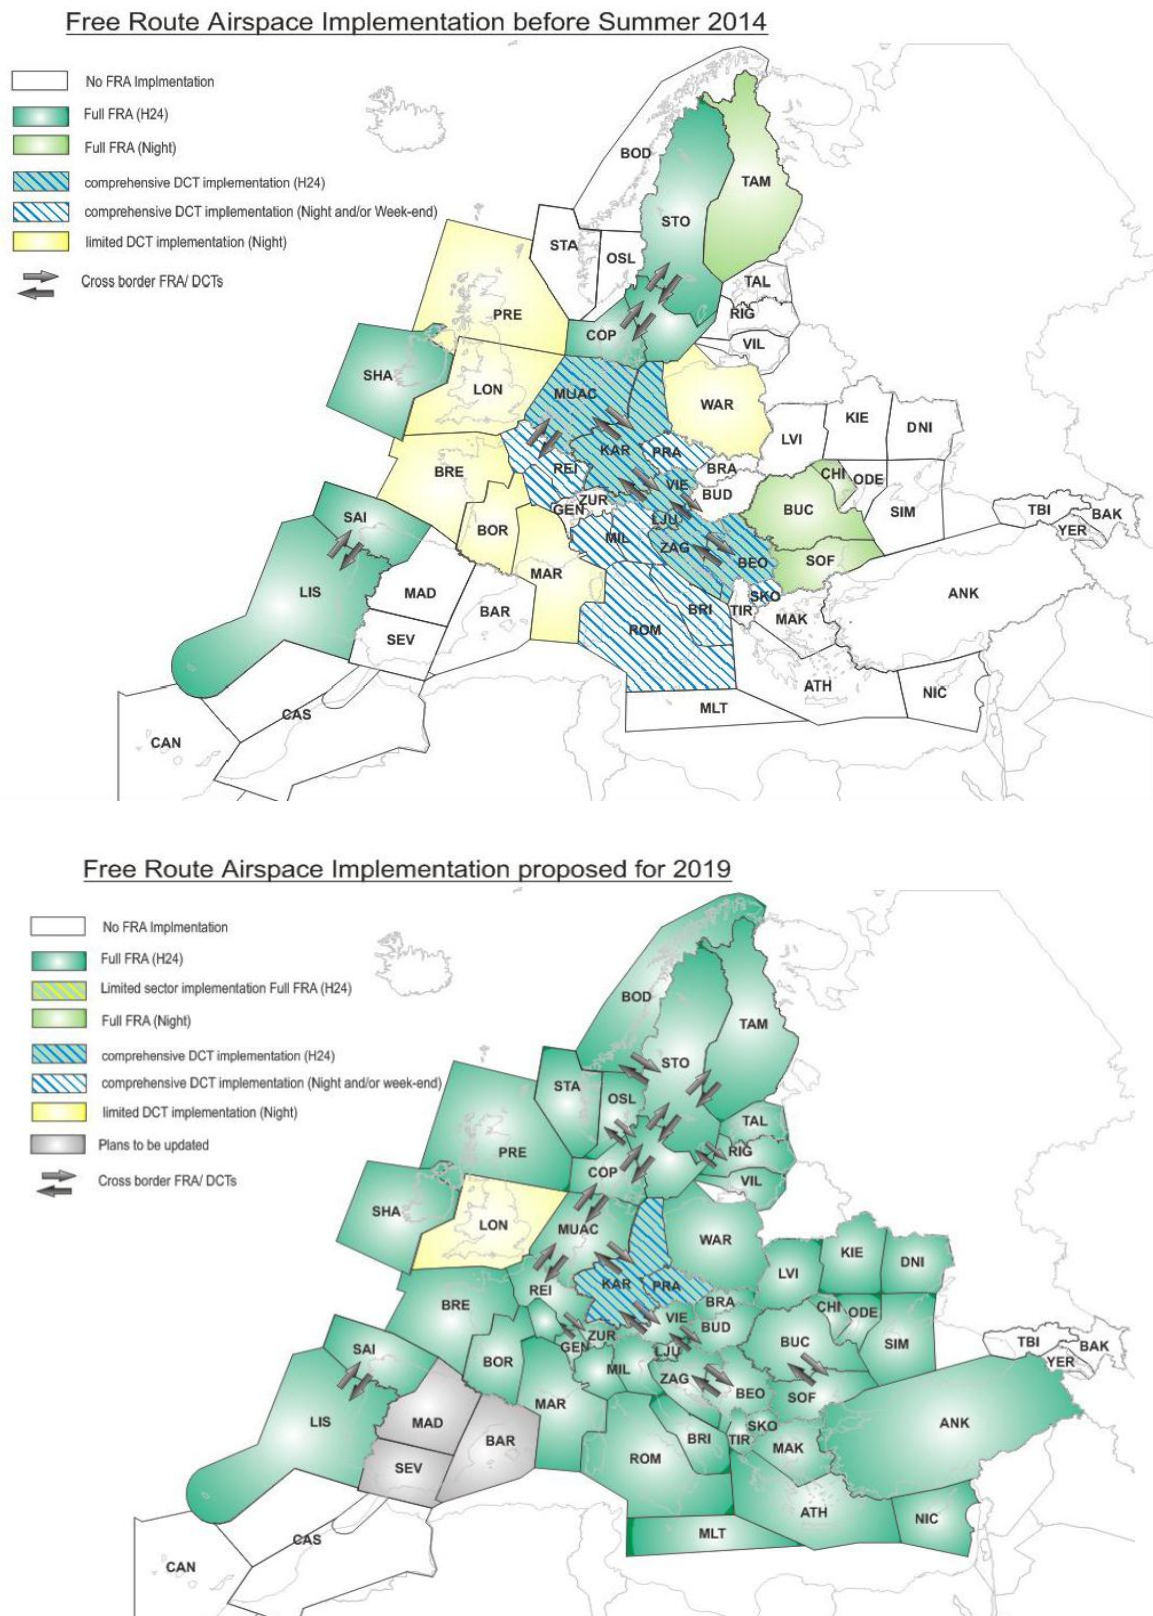 Free Route Airspace Implementation before Summer 2014
No FRA Implmentation
Full FRA (H24)
Full FRA (Night)
comprehensive DCT implementation (H24)
comprehensive DCT implementation (Night and/or Week-end)
limited DCT implementation (Night)
Cross border FRA/ DCTs
BOD
TAM
STO
STA
OSL
TAL
RIG
PRE
COP
VIL
SHA
LON
MUAC
WAR
KIE
DNI
LVI
KAR
PRA
BRE
REI
BRA
CHI
ODE
VIE
BUD
ZUR
GEN
BUC
SIM
TBI
BAK
YER
SAI
BOR
LJU
MIL
ZAG
BEO
SOF
MAR
LIS
MAD
BAR
SKO
ANK
BRI
TIR
MAK
SEV
ROM
ATH
NIC
MLT
CAS
CAN
Free Route Airspace Implementation proposed for 2019
No FRA Implmentation
Full FRA (H24)
Limited sector implementation Full FRA (H24)
Full FRA (Night)
comprehensive DCT implementation (H24)
comprehensive DCT implementation (Night and/or week-end)
limited DCT implementation (Night)
Plans to be updated
Cross border FRA/ DCTs
BOD
TAM
STO
STA
OSL
TAL
PRE
RIG
COP
VIL
SHA
LON
MUAC
WAR
KIE
DNI
LVI
KAR
PRA
REI
BRE
BRA
CHI
ODE
VIE
BUD
ZUR
GEN
BUC
SIM
TBI
BAK
YER
SAI
BOR
LJU
MIL
ZAG
BEO
SOF
MAR
LIS
MAD
BAR
SKO
ANK
BRI
TIR
MAK
SEV
ROM
ATH
NIC
MLT
CAS
CAN